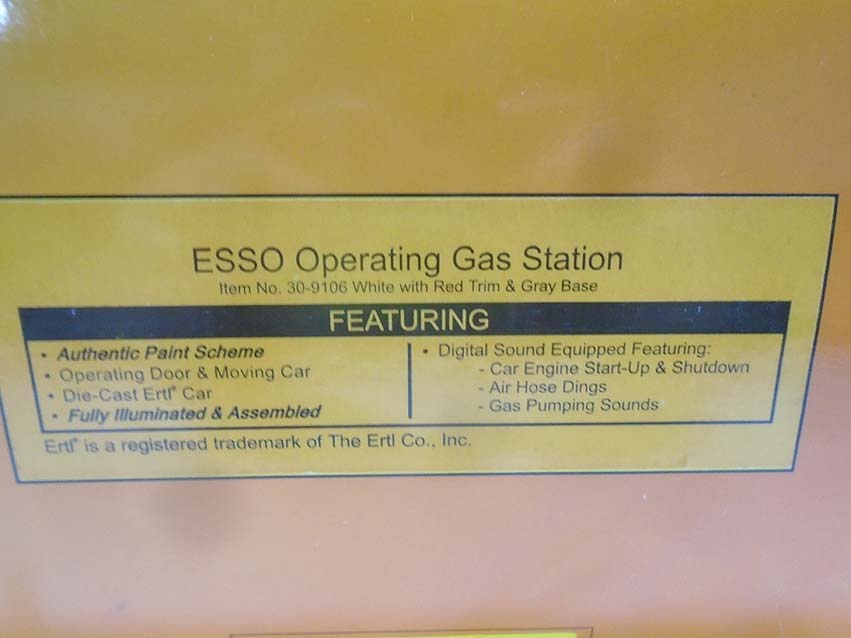 ESSO Operating Gas Station
Item No. 30-9106 White with Red Trim & Gray Base
FEATURING
• Authentic Paint Scheme
• Operating Door & Moving Car
• Die-Cast Ertl® Car
• Fully Illuminated & Assembled
• Digital Sound Equipped Featuring:
- Car Engine Start-Up & Shutdown
- Air Hose Dings
- Gas Pumping Sounds
Ertl® is a registered trademark of The Ertl Co., Inc.